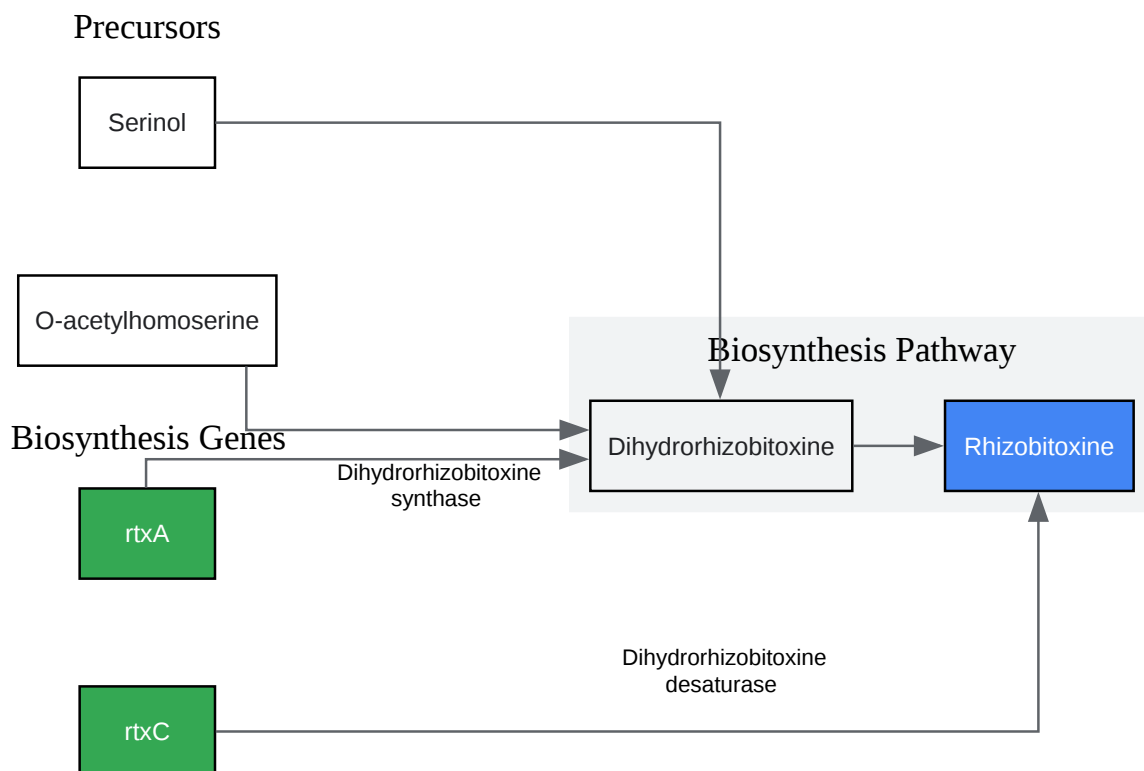 Precursors
Serinol
O-acetylhomoserine
Biosynthesis Pathway
Biosynthesis Genes
Dihydrorhizobitoxine
Rhizobitoxine
Dihydrorhizobitoxine
synthase
rtxA
Dihydrorhizobitoxine
desaturase
rtxC